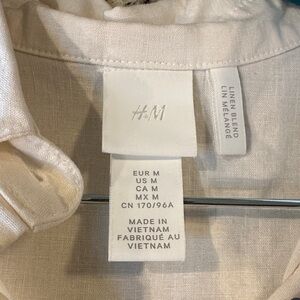 H&M
LINEN BLEND
LIN MÉLANGÉ
EUR M
US M
CA M
MX M
CN 170/96A
MADE IN
VIETNAM
FABRIQUÉ AU
VIETNAM